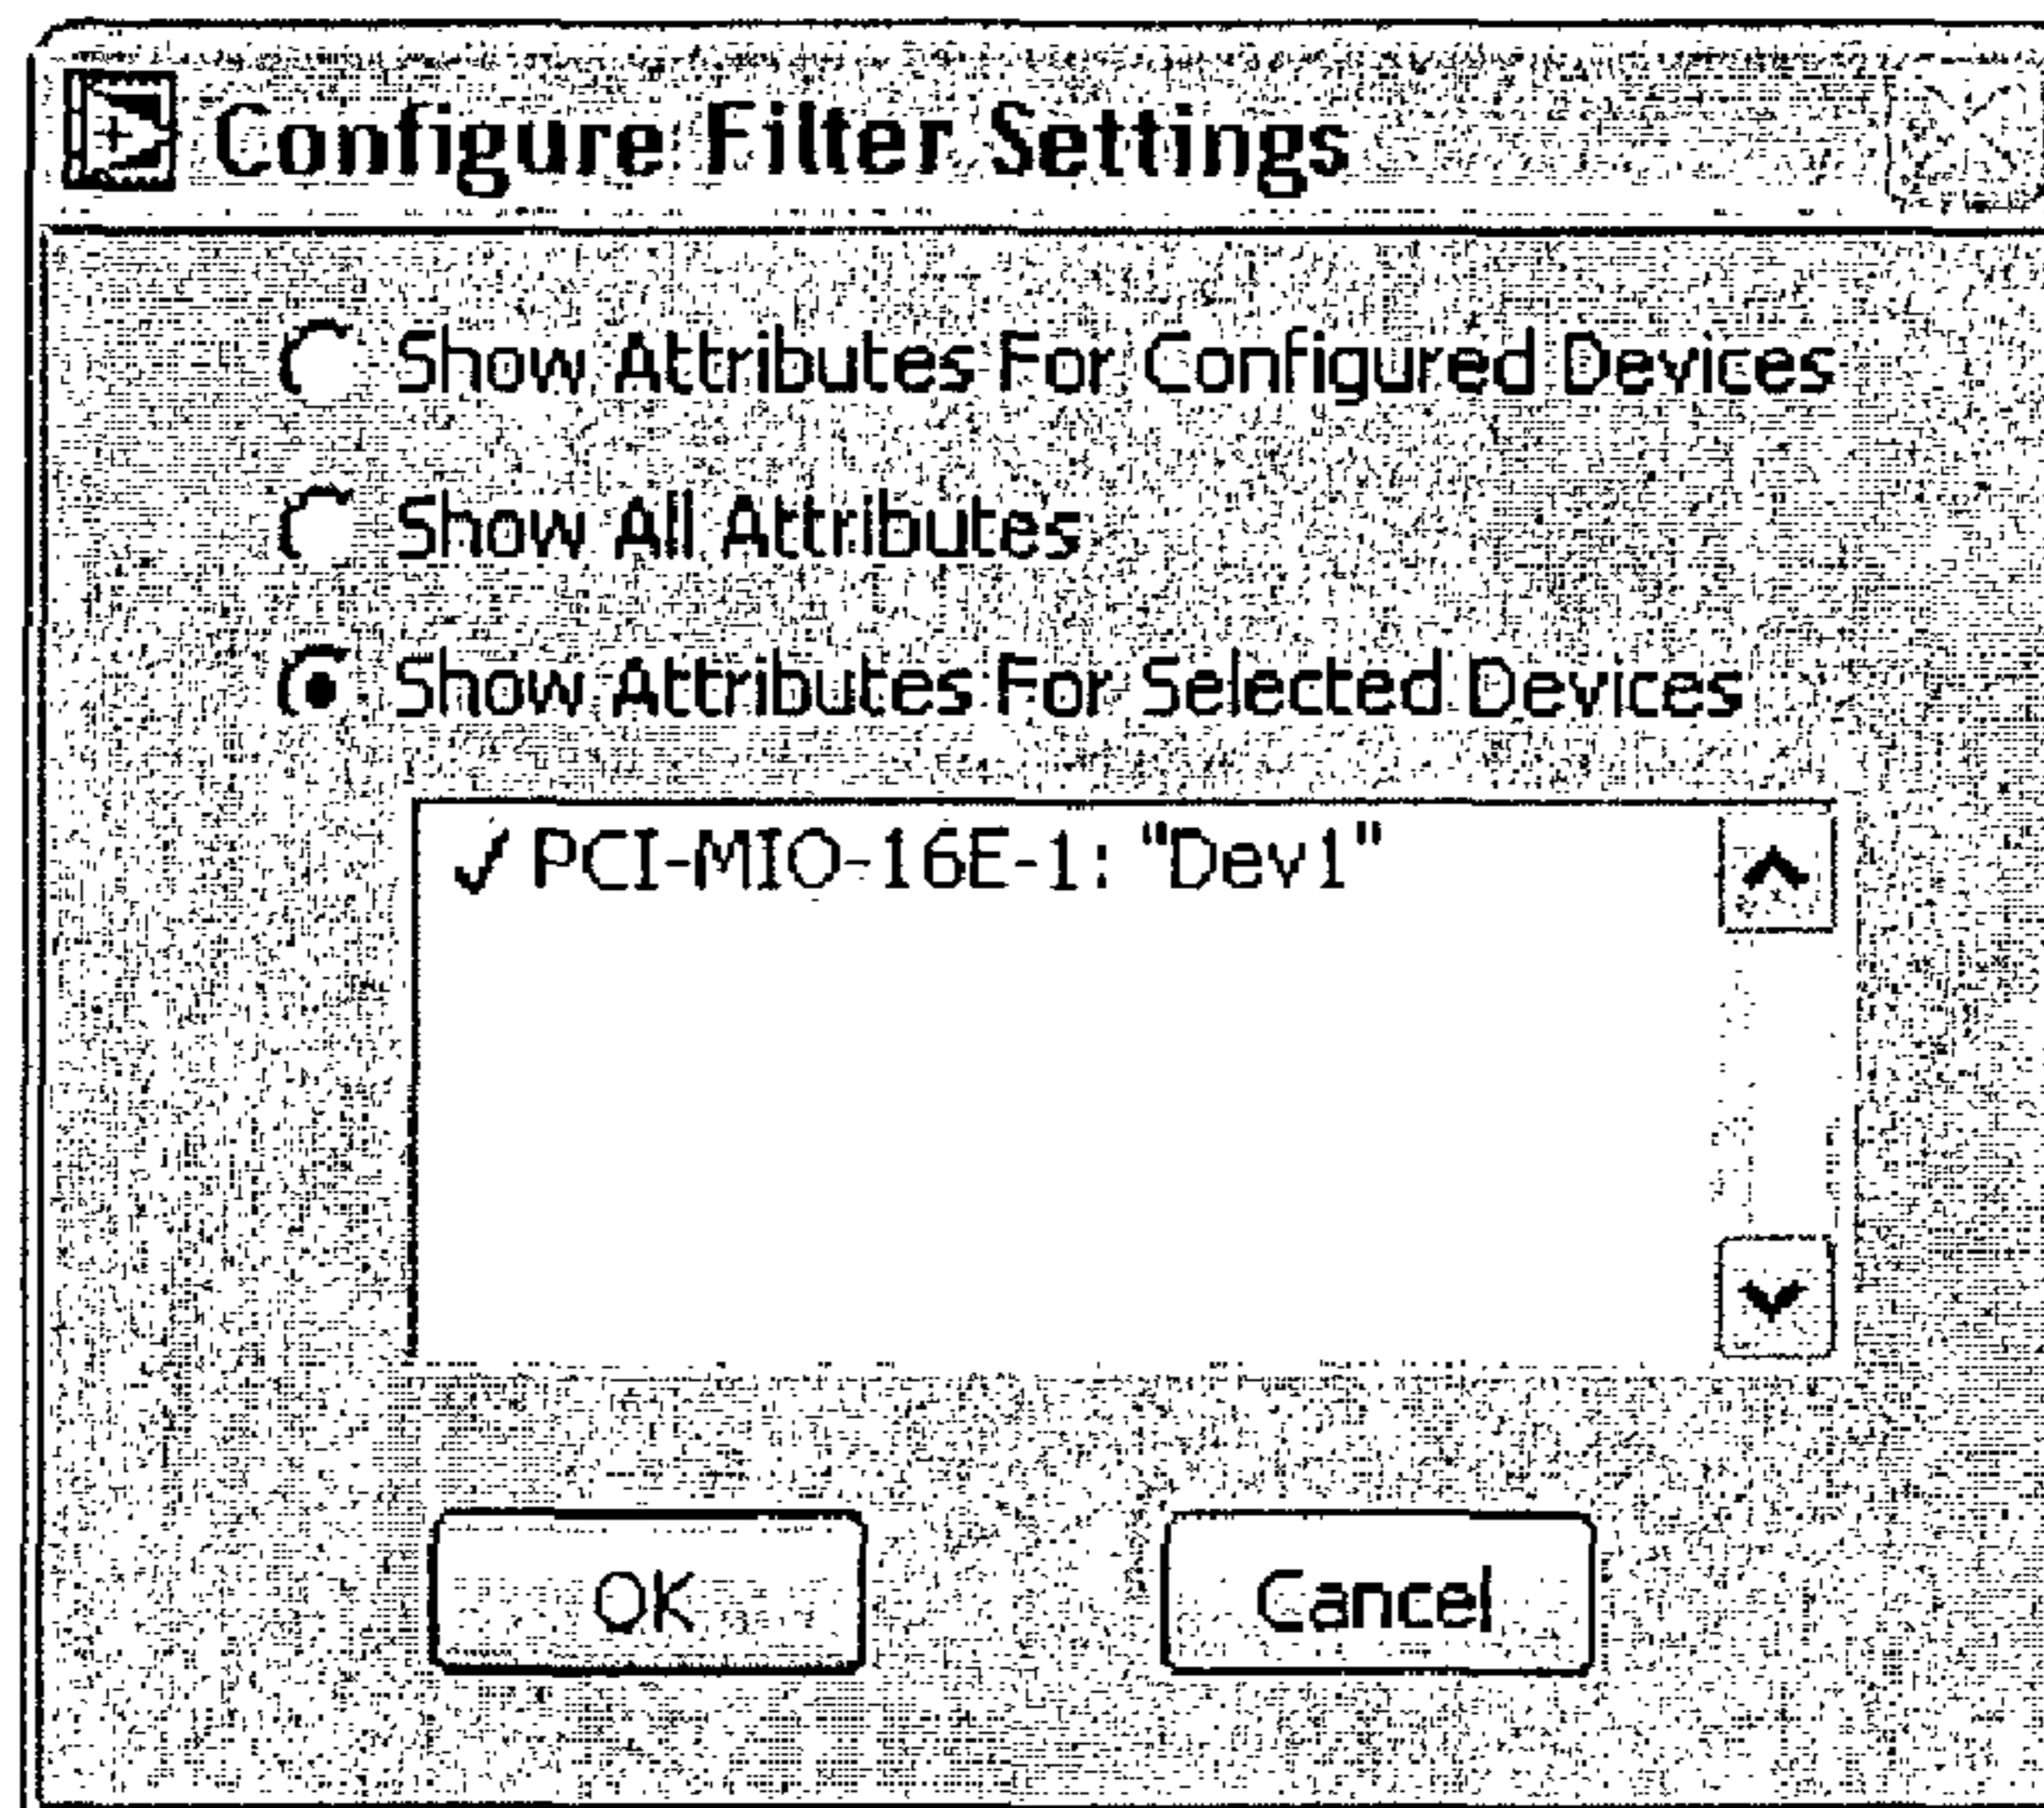 Configure Filter Settings
Show Attributes For Configured Devices
Show All Attributes
Show Attributes For Selected Devices
✓ PCI-MIO-16E-1: "Dev1"
OK
Cancel